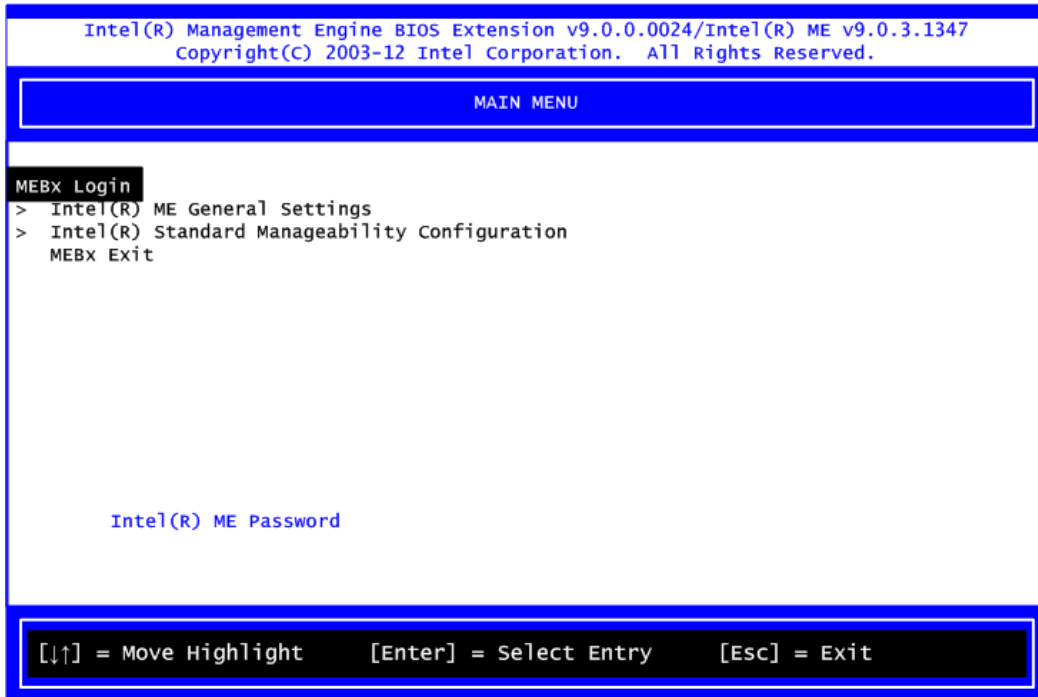 Intel(R) Management Engine BIOS Extension v9.0.0.0024/Intel(R) ME v9.0.3.1347
Copyright(C) 2003-12 Intel Corporation.  All Rights Reserved.
MAIN MENU
MEBx Login
>  Intel(R) ME General Settings
>  Intel(R) Standard Manageability Configuration
MEBx Exit
Intel(R) ME Password
[↓↑] = Move Highlight    [Enter] = Select Entry    [Esc] = Exit